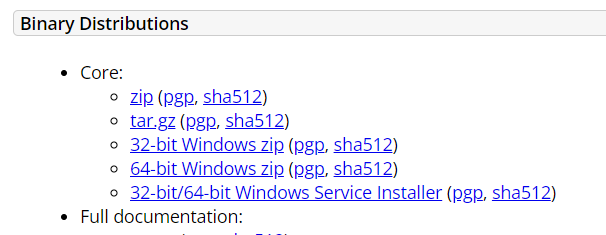 Binary Distributions
Core:
zip (pgp, sha512)
tar.gz (pgp, sha512)
32-bit Windows zip (pgp, sha512)
64-bit Windows zip (pgp, sha512)
32-bit/64-bit Windows Service Installer (pgp, sha512)
Full documentation: